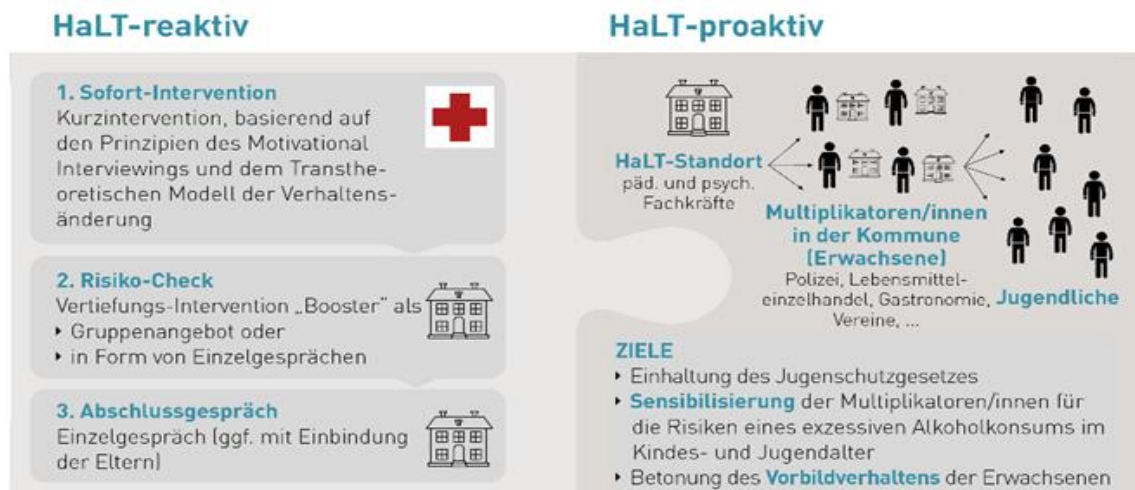 HaLT-reaktiv
1. Sofort-Intervention
Kurzintervention, basierend auf
den Prinzipien des Motivational
Interviewings und dem Transthe-
oretischen Modell der Verhaltens-
änderung
2. Risiko-Check
Vertiefungs-Intervention „Booster" als
‣ Gruppenangebot oder
‣ in Form von Einzelgesprächen
3. Abschlussgespräch
Einzelgespräch (ggf. mit Einbindung
der Eltern)
HaLT-proaktiv
HaLT-Standort
päd. und psych.
Fachkräfte
Multiplikatoren/innen
in der Kommune
(Erwachsene)
Polizei, Lebensmittel-
einzelhandel, Gastronomie,
Vereine, ...
Jugendliche
ZIELE
‣ Einhaltung des Jugenschutzgesetzes
‣ Sensibilisierung der Multiplikatoren/innen für
die Risiken eines exzessiven Alkoholkonsums im
Kindes- und Jugendalter
‣ Betonung des Vorbildverhaltens der Erwachsenen